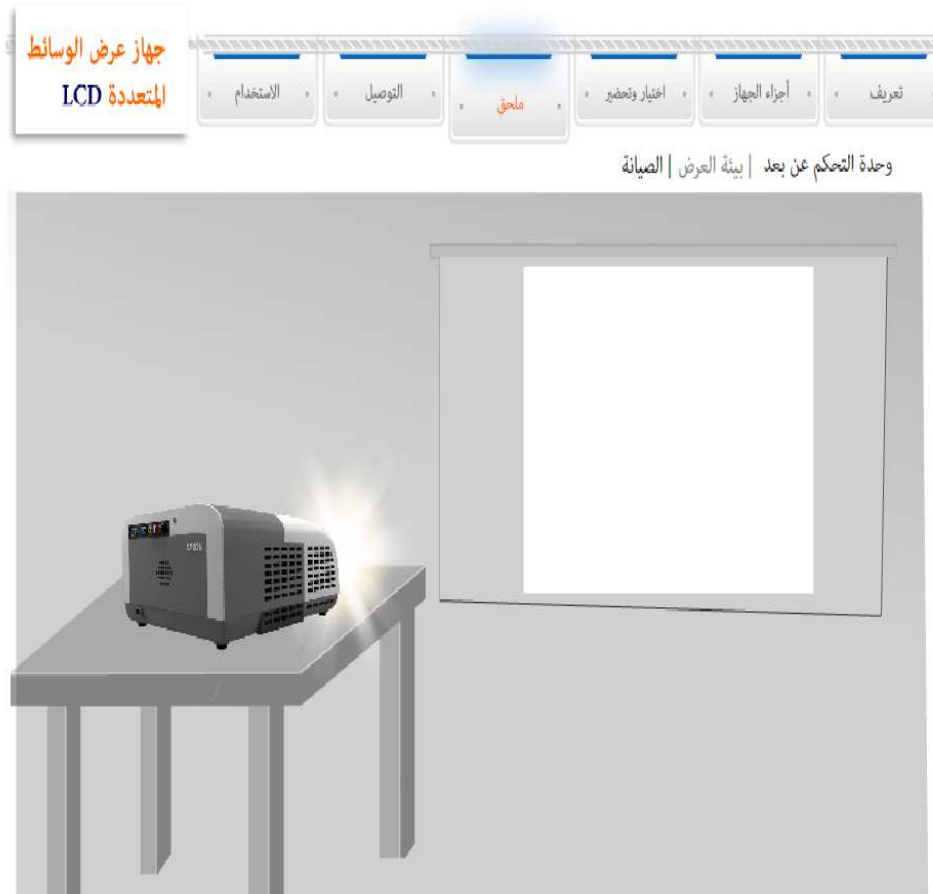 جهاز عرض الوسائط
المتعددة LCD
تعريف
أجزاء الجهاز
اختيار وتحضير
ملحق
التوصيل
الاستخدام
وحدة التحكم عن بعد | بيئة العرض | الصيانة
EPSON